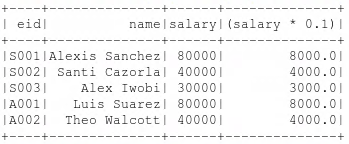 +----+--------------+------+--------------+
| eid|          name|salary|(salary * 0.1)|
+----+--------------+------+--------------+
|S001|Alexis Sanchez| 80000|        8000.0|
|S002|  Santi Cazorla| 40000|        4000.0|
|S003|     Alex Iwobi| 30000|        3000.0|
|A001|    Luis Suarez| 80000|        8000.0|
|A002|  Theo Walcott| 40000|        4000.0|
+----+--------------+------+--------------+